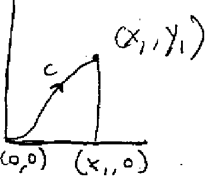 (x₁, y₁)
C
(0,0) (x₁, 0)